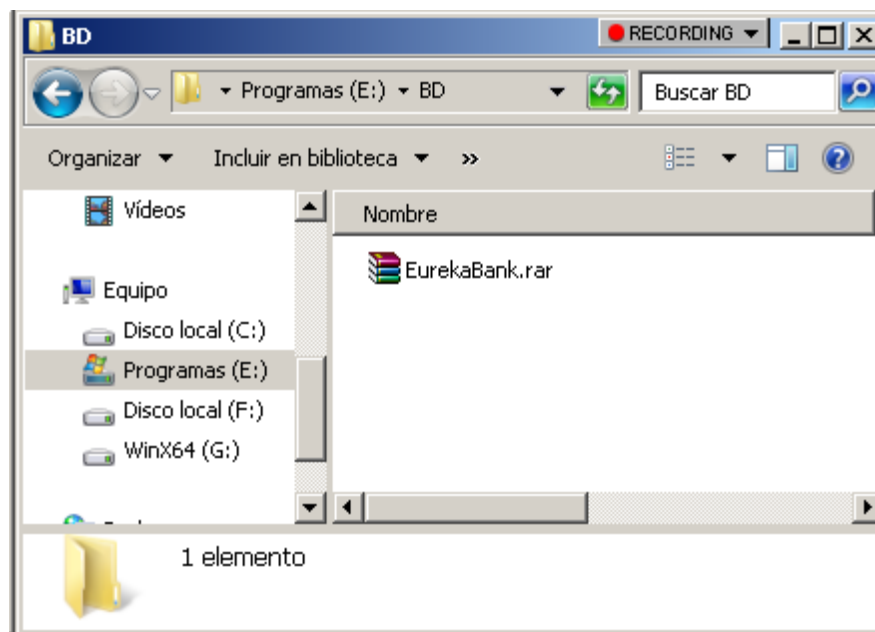 BD
RECORDING
Programas (E:) BD
Buscar BD
Organizar
Incluir en biblioteca
»
Vídeos
Nombre
EurekaBank.rar
Equipo
Disco local (C:)
Programas (E:)
Disco local (F:)
WinX64 (G:)
1 elemento